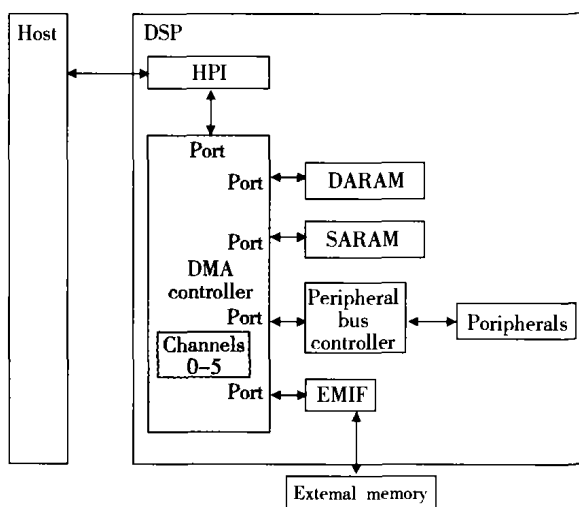 Host
DSP
HPI
Port
Port
DARAM
Port
SARAM
DMA
controller
Port
Peripheral
bus
controller
Poripherals
Channels
0-5
Port
EMIF
External memory